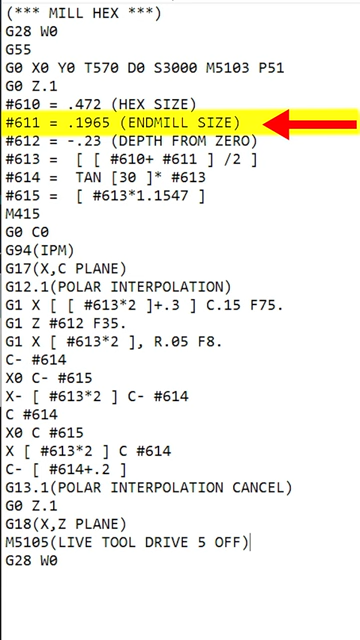 (*** MILL HEX ***)
G28 W0
G55
G0 X0 Y0 T570 D0 S3000 M5103 P51
G0 Z.1
#610 = .472 (HEX SIZE)
#611 = .1965 (ENDMILL SIZE)
#612 = -.23 (DEPTH FROM ZERO)
#613 = [ [ #610+ #611 ] /2 ]
#614 = TAN [30 ]* #613
#615 = [ #613*1.1547 ]
M415
G0 C0
G94(IPM)
G17(X,C PLANE)
G12.1(POLAR INTERPOLATION)
G1 X [ [ #613*2 ]+.3 ] C.15 F75.
G1 Z #612 F35.
G1 X [ #613*2 ], R.05 F8.
C- #614
X0 C- #615
X- [ #613*2 ] C- #614
C #614
X0 C #615
X [ #613*2 ] C #614
C- [ #614+.2 ]
G13.1(POLAR INTERPOLATION CANCEL)
G0 Z.1
G18(X,Z PLANE)
M5105(LIVE TOOL DRIVE 5 OFF)
G28 W0